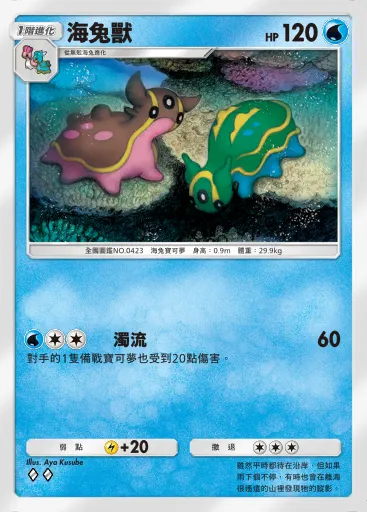 1階進化
海兔獸
HP 120
從無殼海兔進化
全國圖鑑NO.0423 海兔寶可夢 身高：0.9m 體重：29.9kg
濁流 60
對手的1隻備戰寶可夢也受到20點傷害。
弱點 +20 撤退
Illus. Aya Kusube
雖然平時都待在沿岸，但如果
雨下個不停，有時也會在離海
很遙遠的山裡發現牠的蹤影。